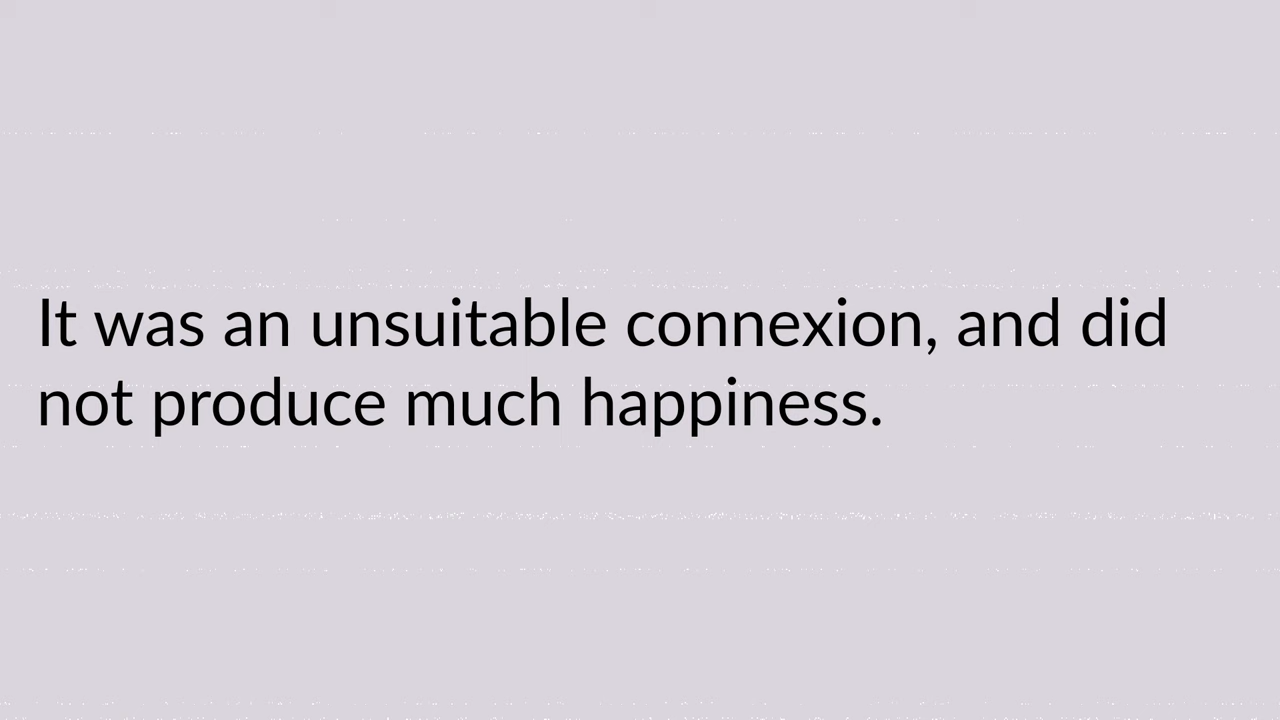 It was an unsuitable connexion, and did
not produce much happiness.